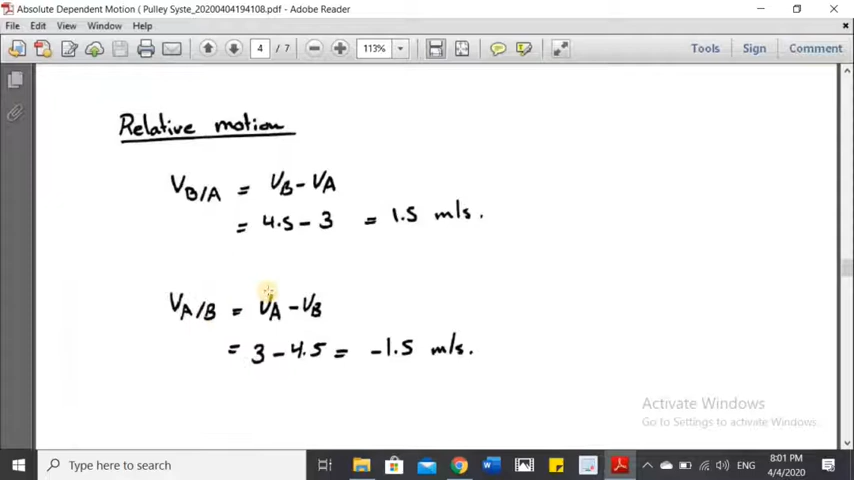 Absolute Dependent Motion ( Pulley Syste_20200404194108.pdf - Adobe Reader
File Edit View Window Help
4 / 7 113% Tools Sign Comment
Relative motion
VB/A = VB - VA
= 4.5 - 3 = 1.5 m/s.
VA/B = VA - VB
= 3 - 4.5 = -1.5 m/s.
Activate Windows
Go to Settings to activate Windows.
Type here to search
ENG
8:01 PM
4/4/2020